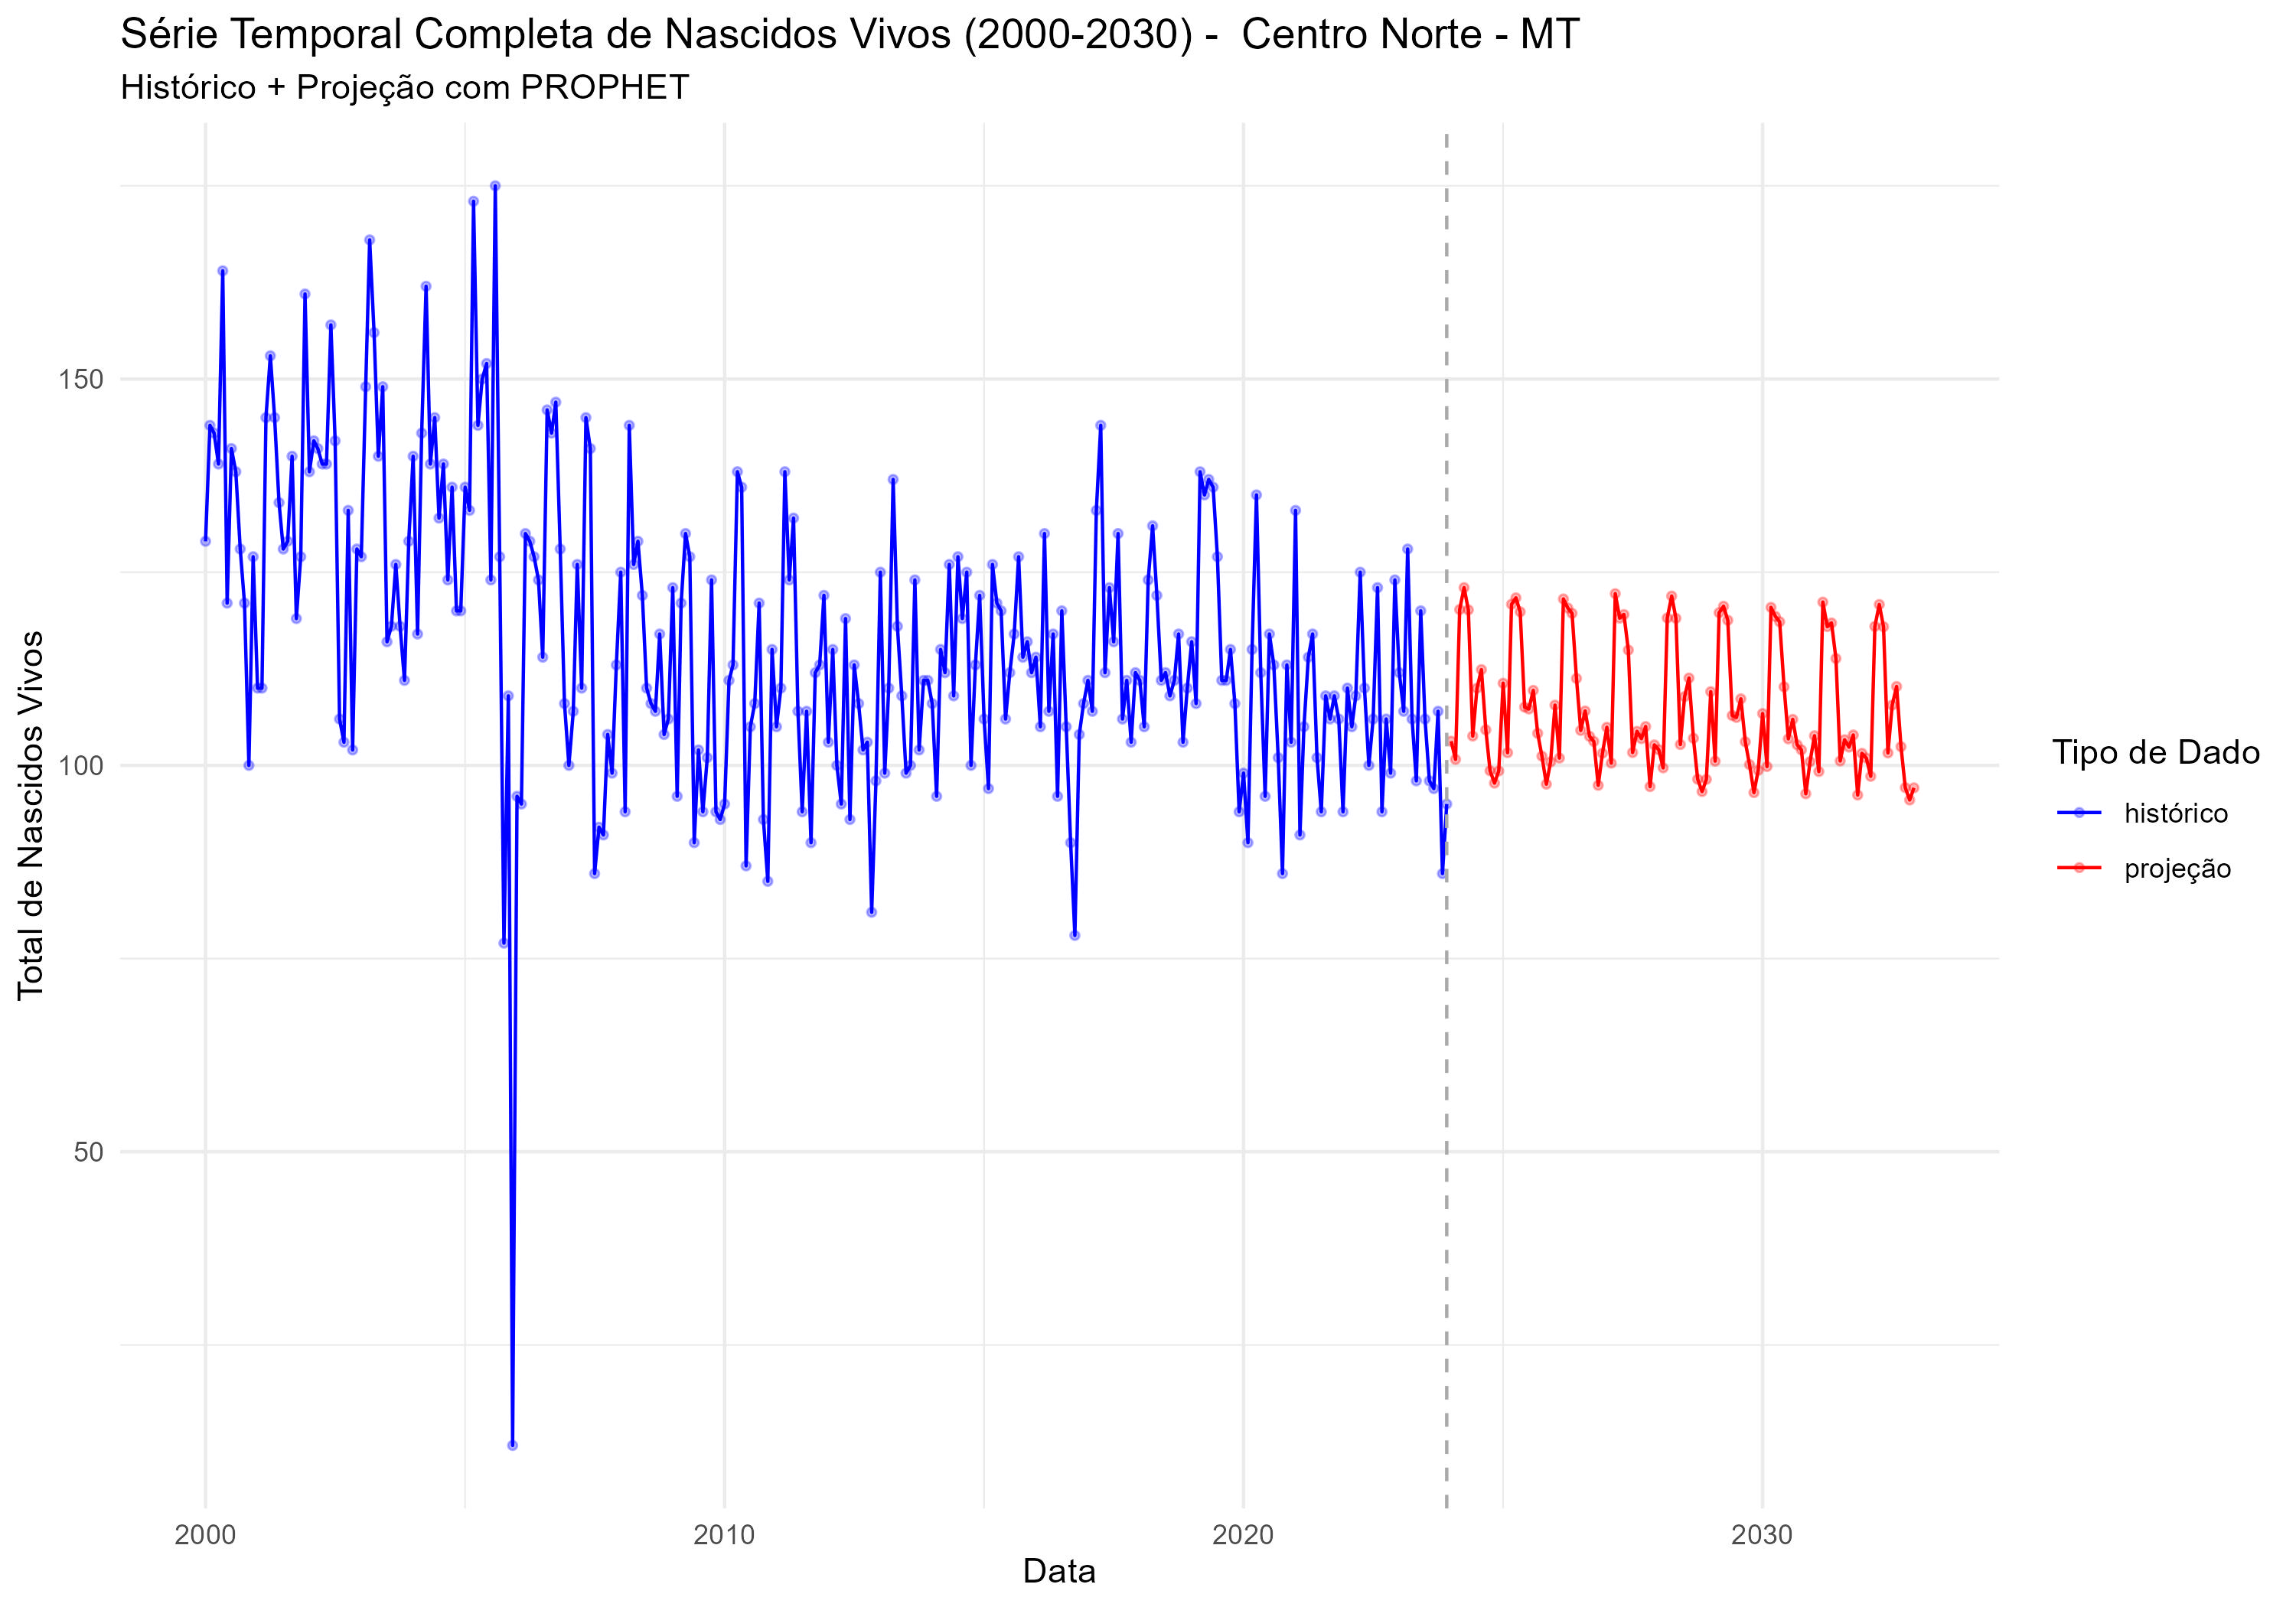 Série Temporal Completa de Nascidos Vivos (2000-2030) -  Centro Norte - MT
Histórico + Projeção com PROPHET
Total de Nascidos Vivos
150
100
50
2000
2010
2020
2030
Data
Tipo de Dado
histórico
projeção